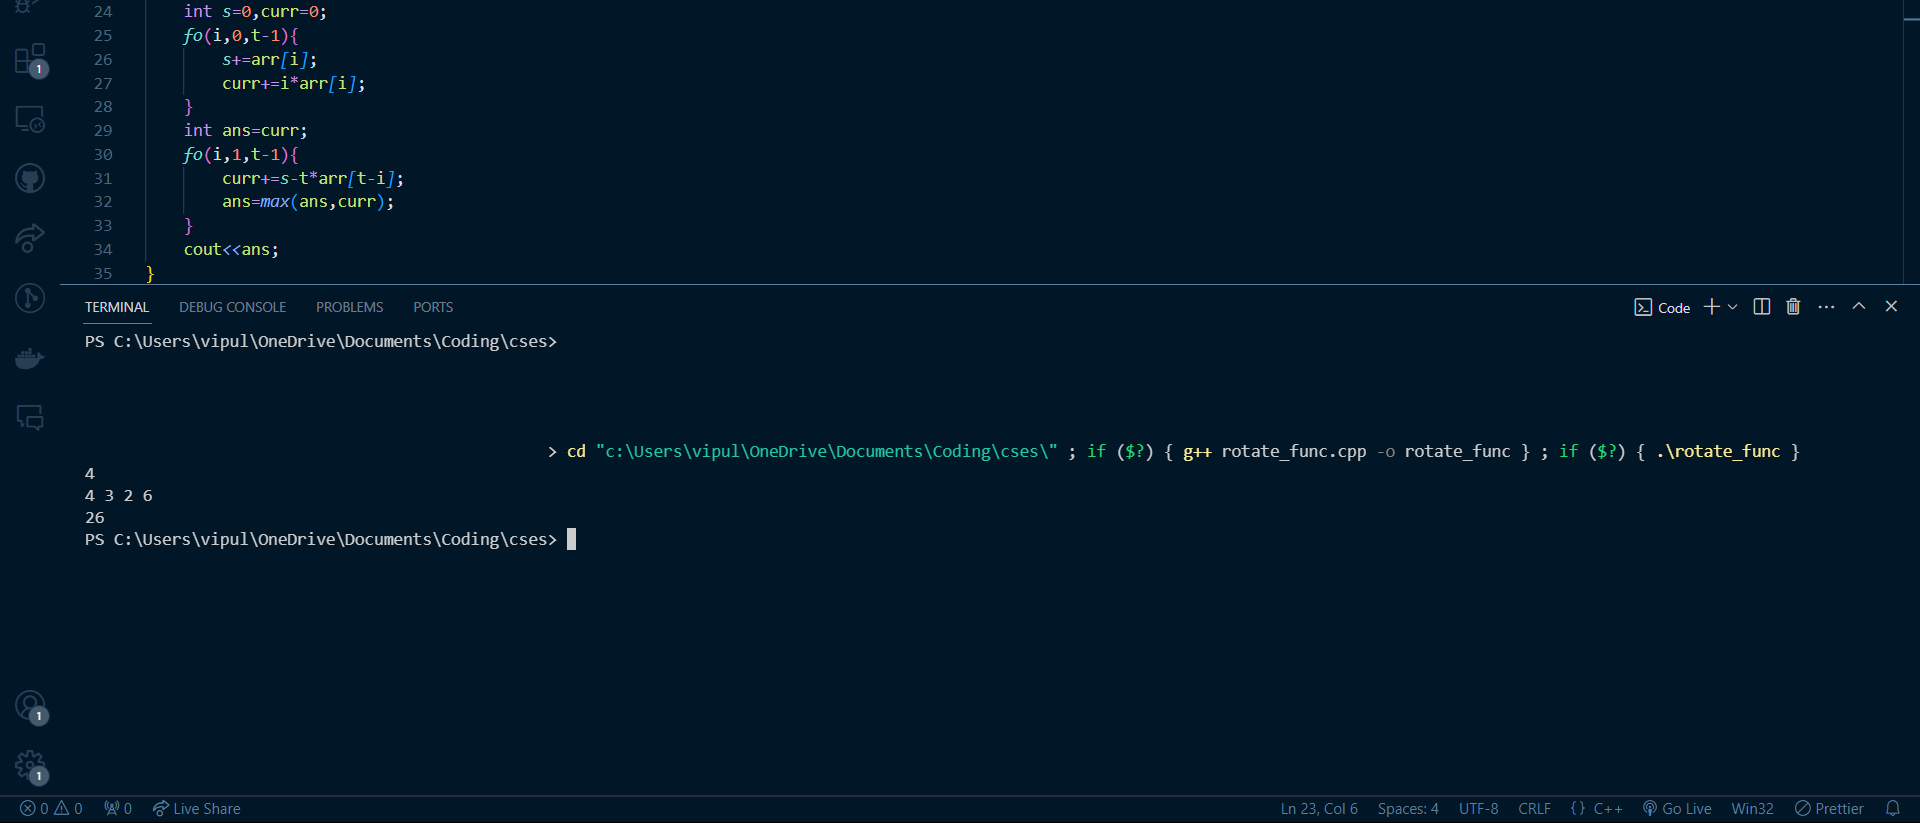 24 int s=0,curr=0;
25 fo(i,0,t-1){
26 s+=arr[i];
27 curr+=i*arr[i];
28 }
29 int ans=curr;
30 fo(i,1,t-1){
31 curr+=s-t*arr[t-i];
32 ans=max(ans,curr);
33 }
34 cout<<ans;
35 }
TERMINAL DEBUG CONSOLE PROBLEMS PORTS Code
PS C:\Users\vipul\OneDrive\Documents\Coding\cses>
> cd "c:\Users\vipul\OneDrive\Documents\Coding\cses\" ; if ($?) { g++ rotate_func.cpp -o rotate_func } ; if ($?) { .\rotate_func }
4
4 3 2 6
26
PS C:\Users\vipul\OneDrive\Documents\Coding\cses>
1
1
1
0 0 0 Live Share Ln 23, Col 6 Spaces: 4 UTF-8 CRLF {} C++ Go Live Win32 Prettier